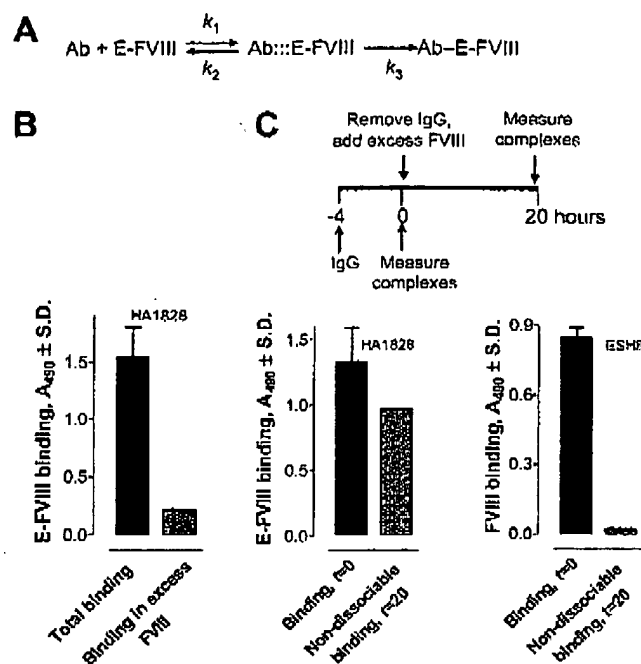 A
Ab + E-FVIII k1 k2 Ab:::E-FVIII k3 Ab–E-FVIII
B
C
Remove IgG,
add excess FVIII
Measure
complexes
-4
0
20 hours
IgG
Measure
complexes
HA1828
E-FVIII binding, A490 ± S.D.
1.5
1.0
0.5
0.0
Total binding
Binding in excess
FVIII
HA1828
E-FVIII binding, A490 ± S.D.
1.5
1.0
0.5
0.0
Binding, t=0
Non-dissociable
binding, t=20
ESH8
FVIII binding, A490 ± S.D.
0.9
0.6
0.3
0.0
Binding, t=0
Non-dissociable
binding, t=20